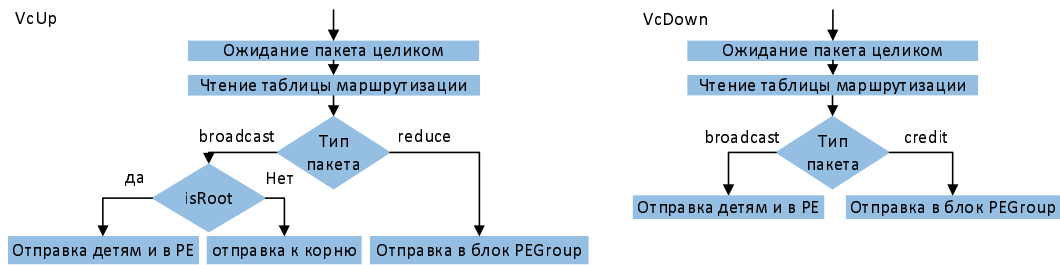 VcUp
Ожидание пакета целиком
Чтение таблицы маршрутизации
broadcast
Тип
пакета
reduce
да
isRoot
Нет
Отправка детям и в PE
отправка к корню
Отправка в блок PEGroup
VcDown
Ожидание пакета целиком
Чтение таблицы маршрутизации
broadcast
Тип
пакета
credit
Отправка детям и в PE
Отправка в блок PEGroup